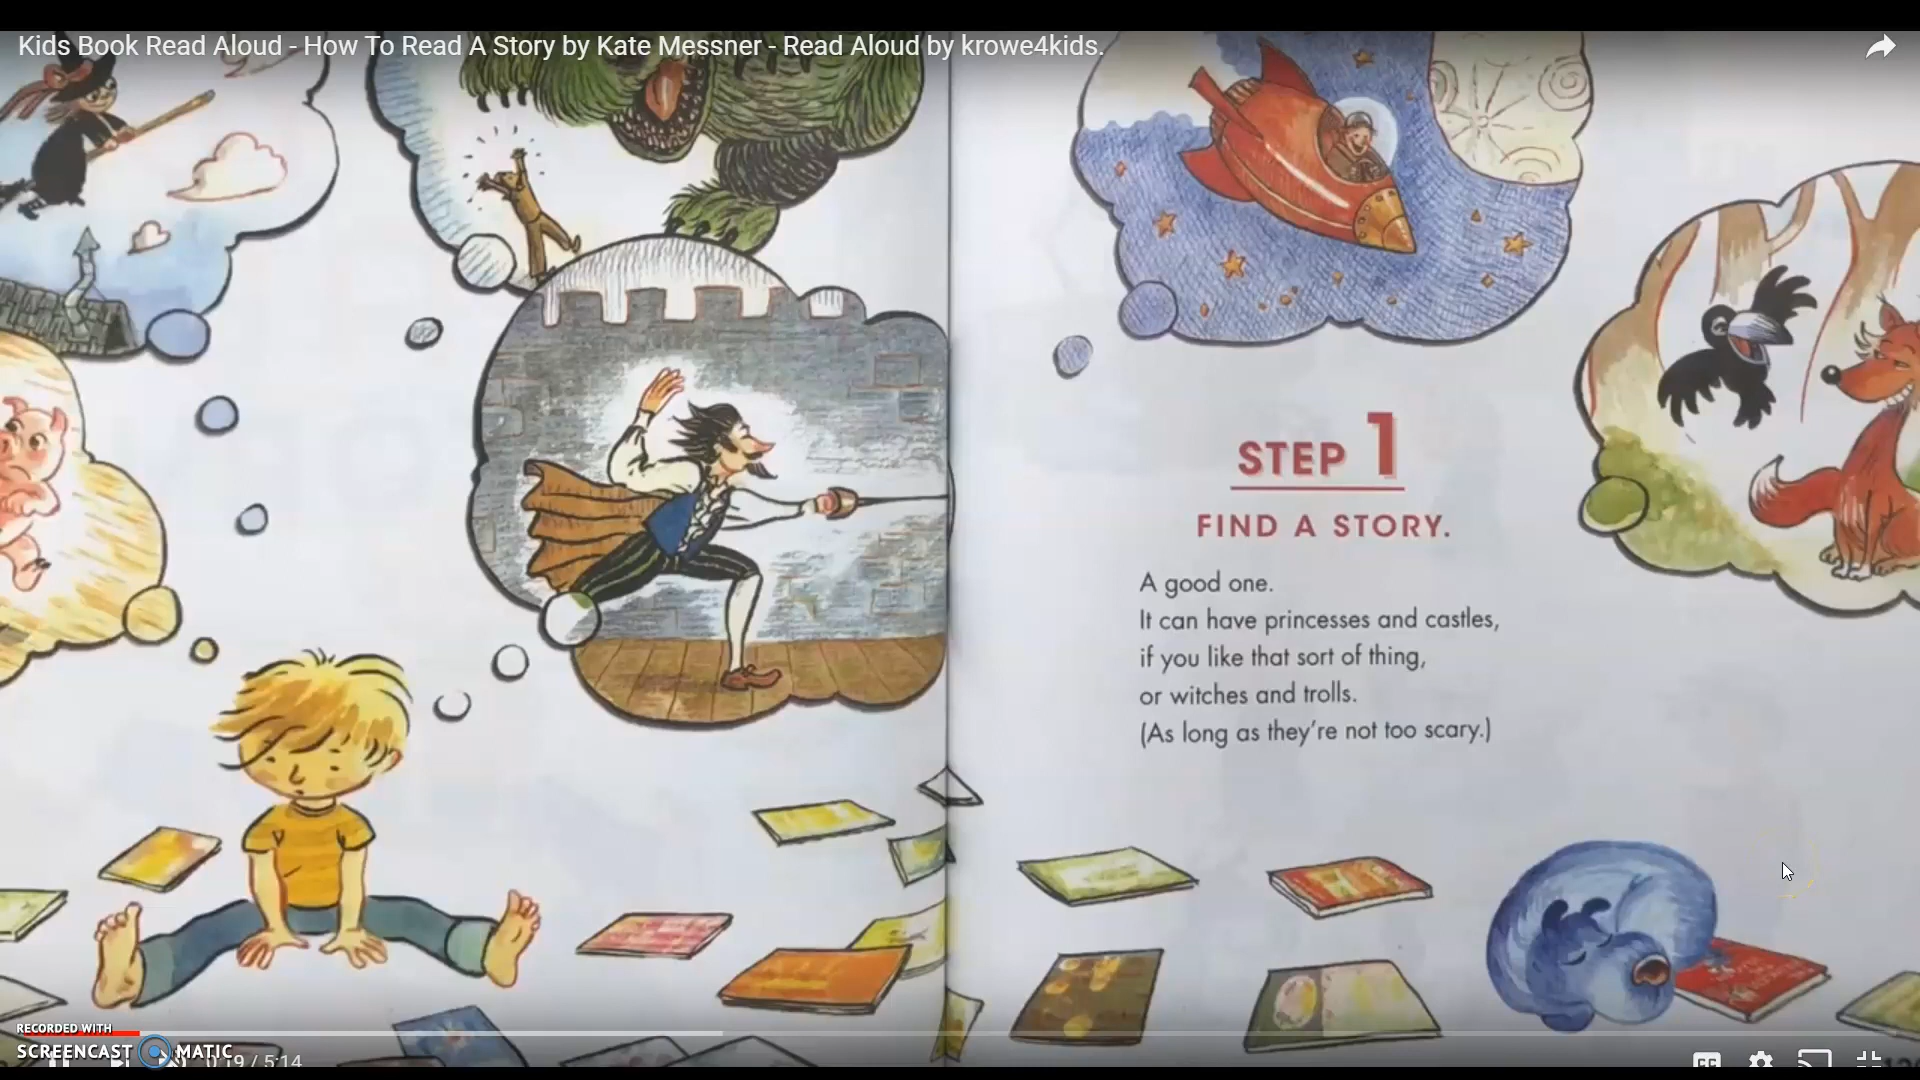 Kids Book Read Aloud - How To Read A Story by Kate Messner - Read Aloud by krowe4kids.
STEP 1
FIND A STORY.
A good one.
It can have princesses and castles,
if you like that sort of thing,
or witches and trolls.
(As long as they're not too scary.)
RECORDED WITH
SCREENCAST MATIC
0:19 / 5:14
CC